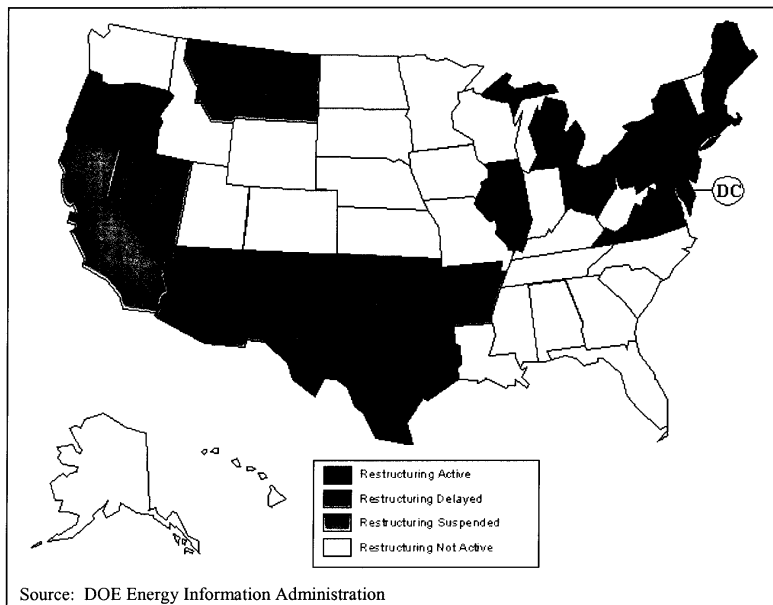 DC
Restructuring Active
Restructuring Delayed
Restructuring Suspended
Restructuring Not Active
Source: DOE Energy Information Administration